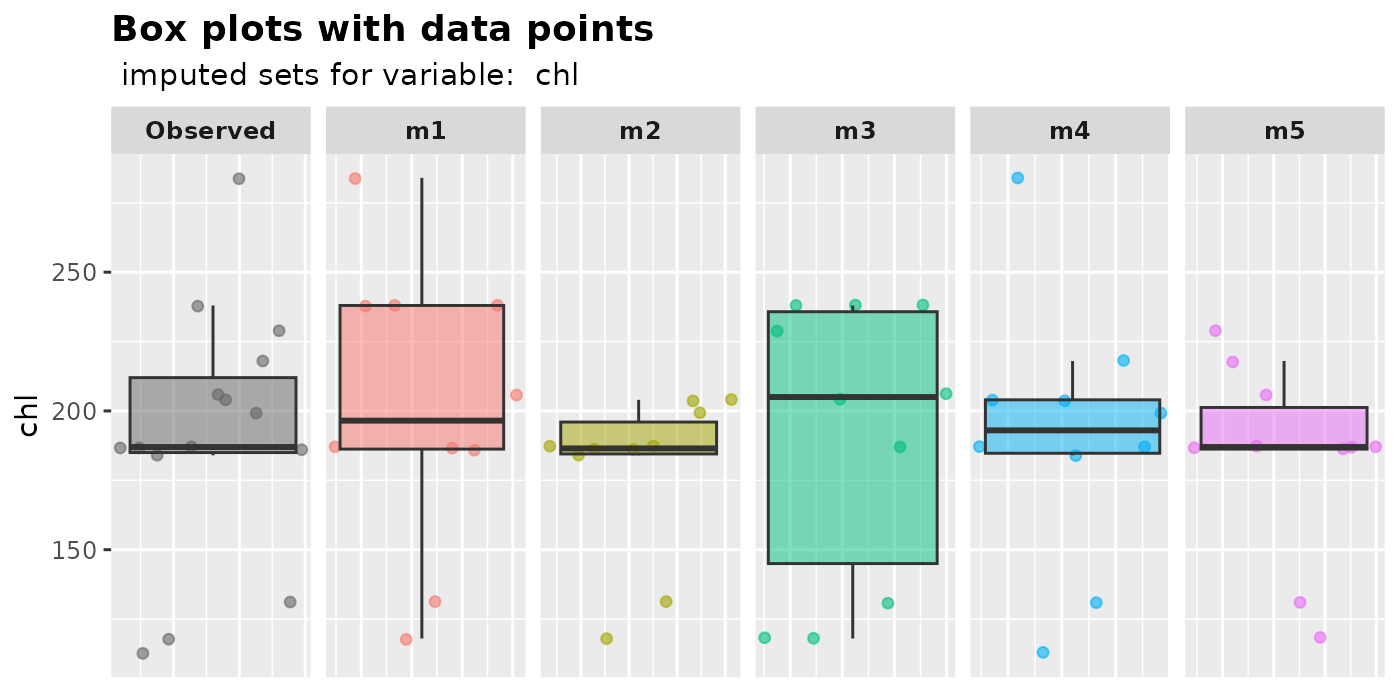 Box plots with data points
imputed sets for variable:  chl
Observed m1 m2 m3 m4 m5
250
200
150
chl